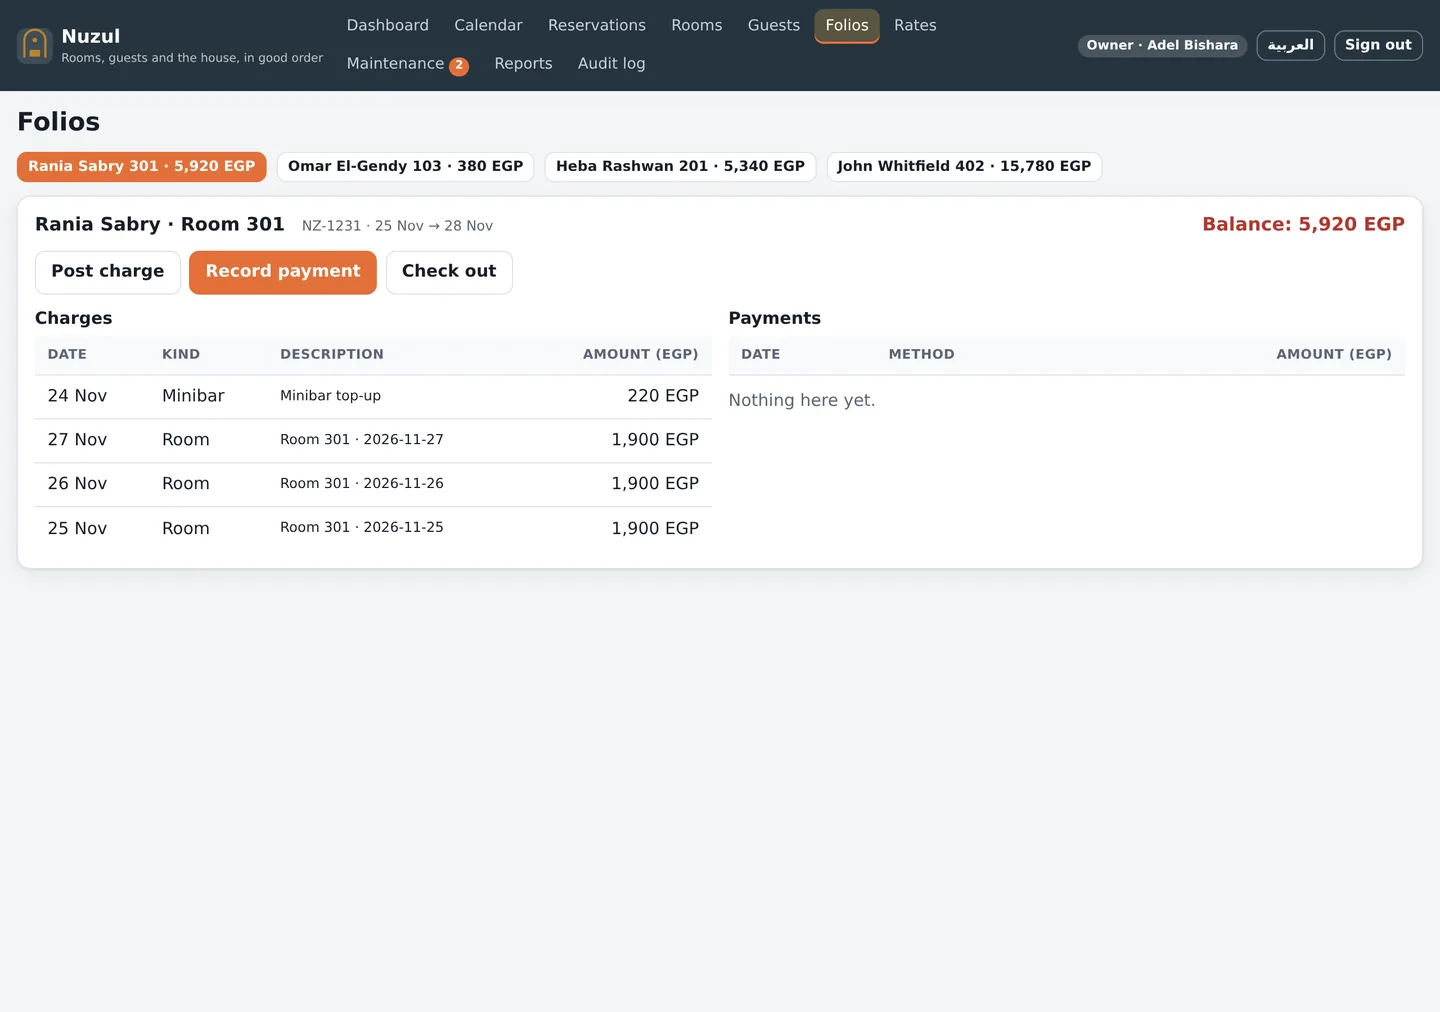 Nuzul
Rooms, guests and the house, in good order
Dashboard Calendar Reservations Rooms Guests Folios Rates
Maintenance 2 Reports Audit log
Owner · Adel Bishara العربية Sign out
Folios
Rania Sabry 301 · 5,920 EGP Omar El-Gendy 103 · 380 EGP Heba Rashwan 201 · 5,340 EGP John Whitfield 402 · 15,780 EGP
Rania Sabry · Room 301 NZ-1231 · 25 Nov → 28 Nov Balance: 5,920 EGP
Post charge Record payment Check out
Charges
DATE KIND DESCRIPTION AMOUNT (EGP)
24 Nov Minibar Minibar top-up 220 EGP
27 Nov Room Room 301 · 2026-11-27 1,900 EGP
26 Nov Room Room 301 · 2026-11-26 1,900 EGP
25 Nov Room Room 301 · 2026-11-25 1,900 EGP
Payments
DATE METHOD AMOUNT (EGP)
Nothing here yet.